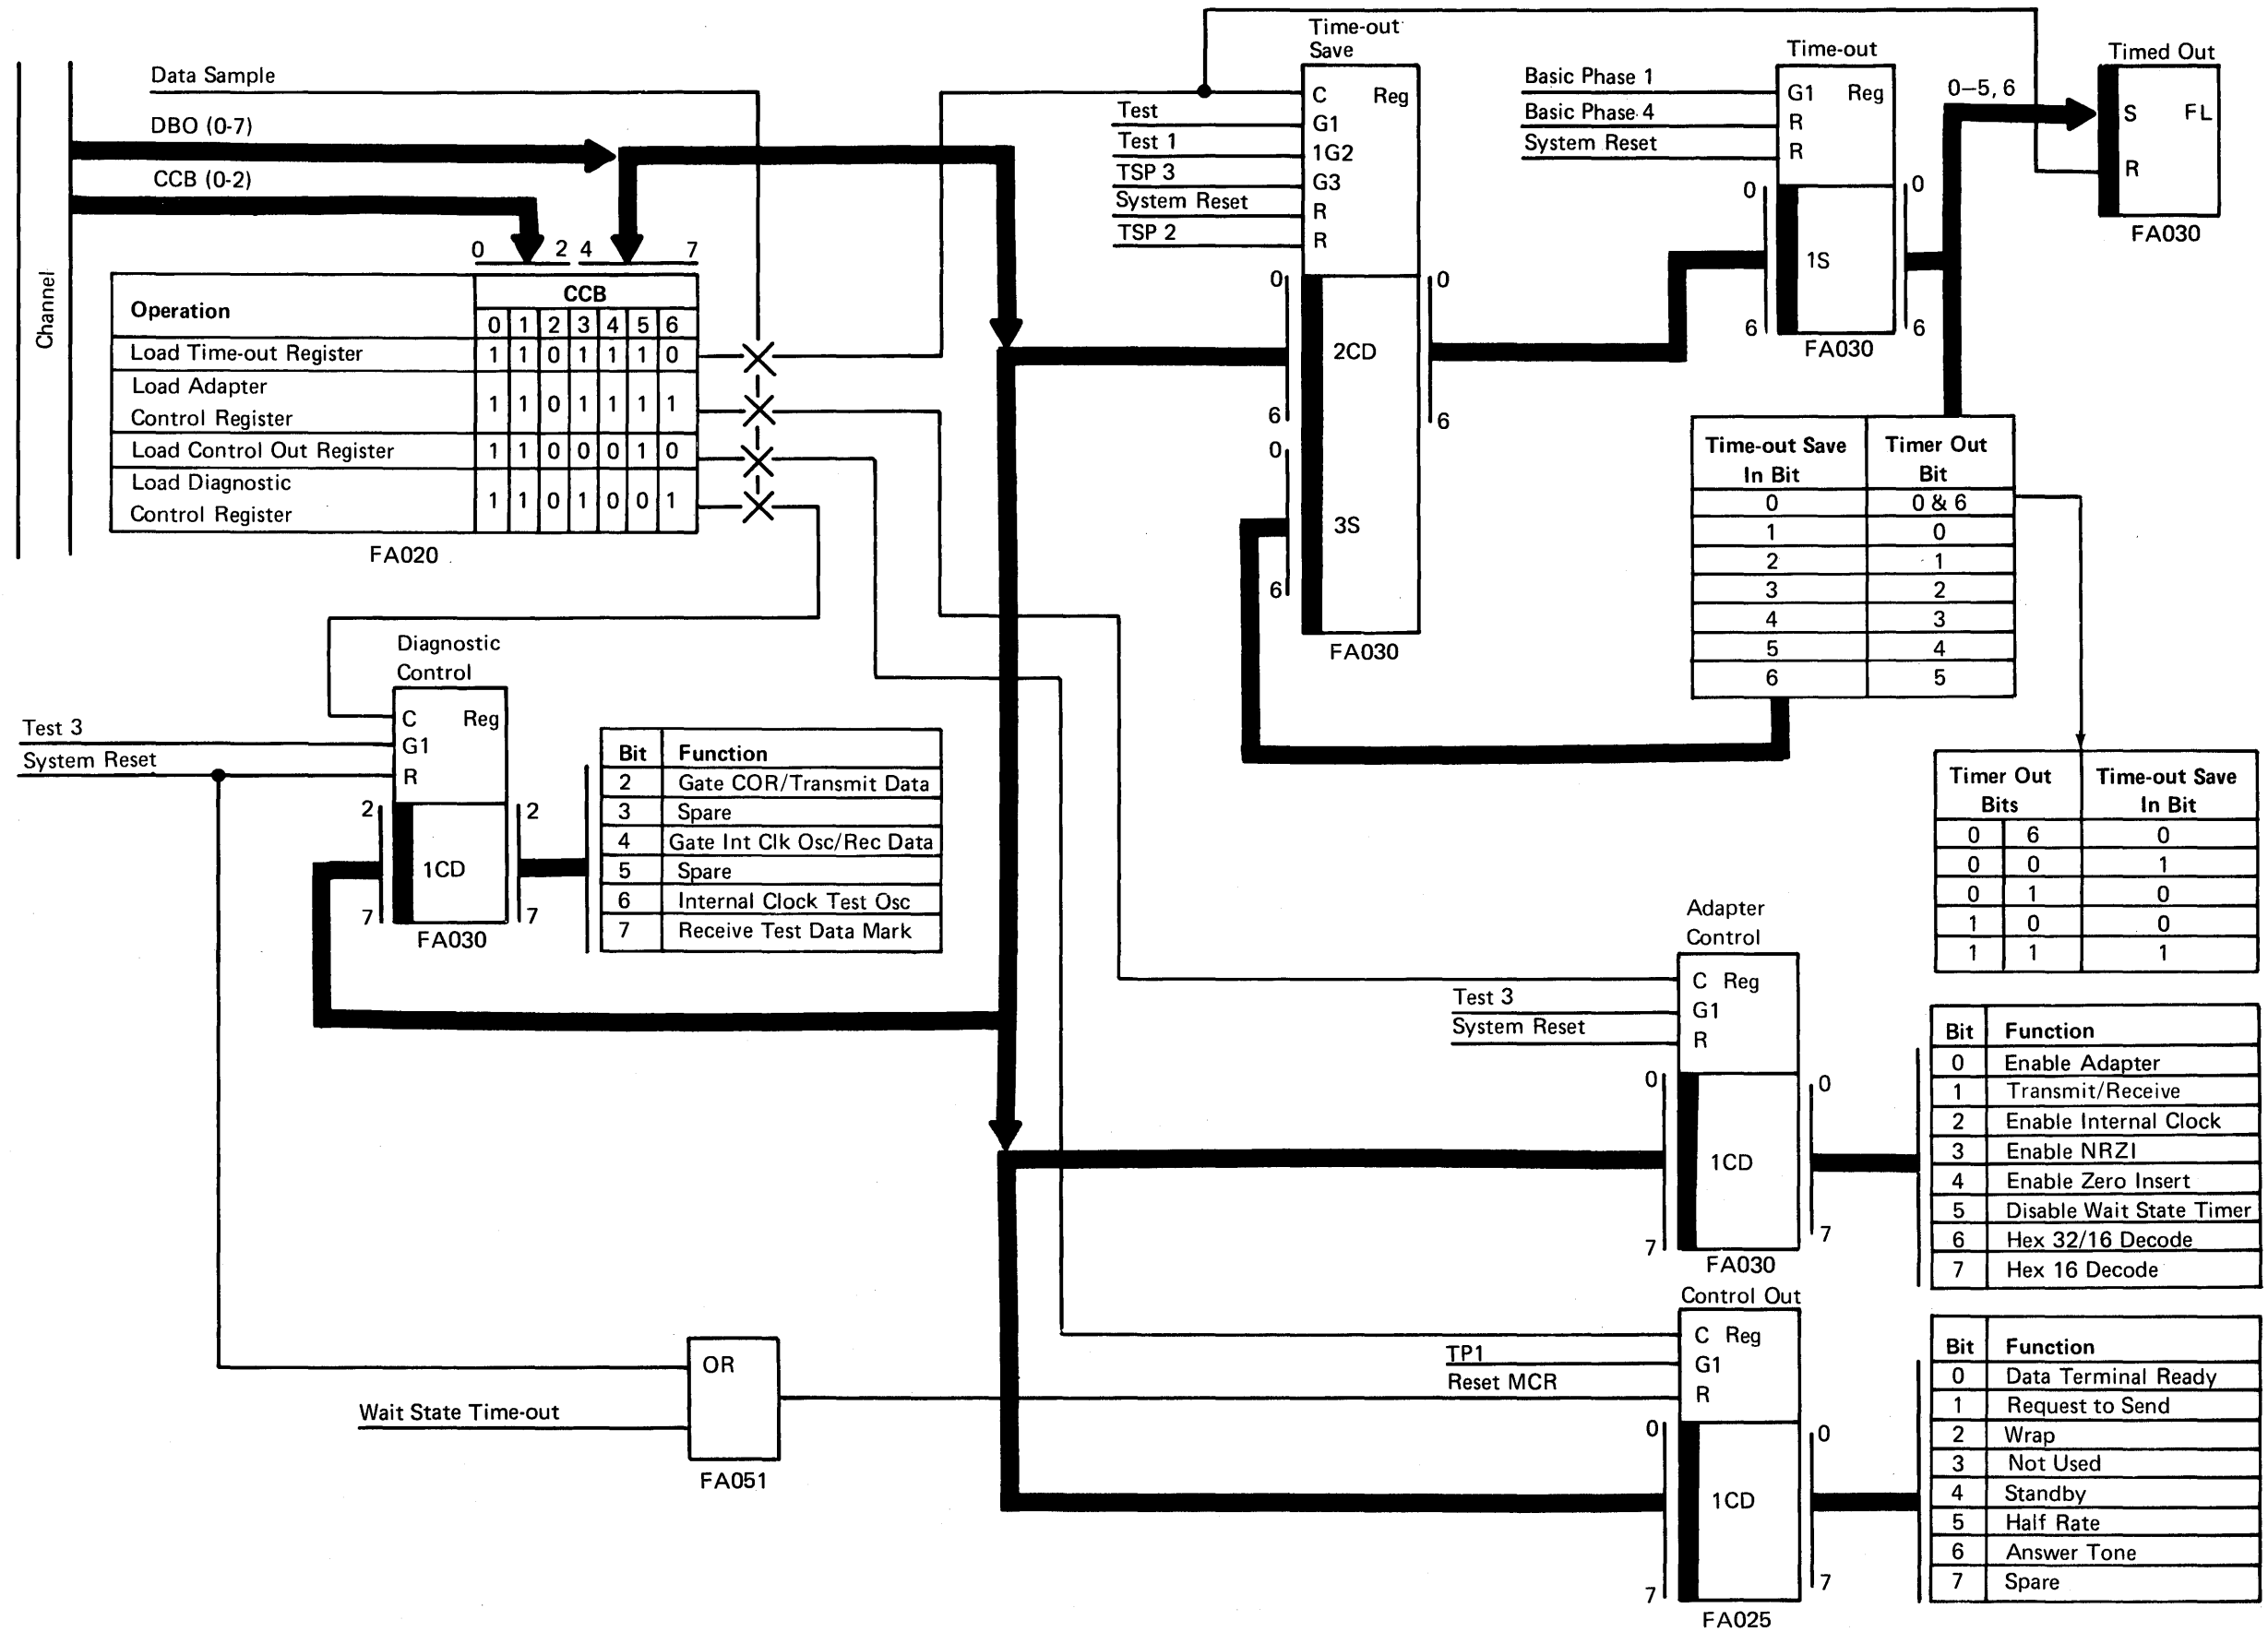 Data Sample
DBO (0-7)
CCB (0-2)
Channel
0 2 4 7
Operation CCB
0 1 2 3 4 5 6
Load Time-out Register 1 1 0 1 1 1 0
Load Adapter
Control Register 1 1 0 1 1 1 1
Load Control Out Register 1 1 0 0 0 1 0
Load Diagnostic
Control Register 1 1 0 1 0 0 1
FA020
Time-out
Save
C Reg
G1
1G2
G3
R
R
Test
Test 1
TSP 3
System Reset
TSP 2
0 0
2CD
6 6
0
3S
6
FA030
Time-out
Basic Phase 1
Basic Phase 4
System Reset
G1 Reg
R
R
0 0
1S
6 6
FA030
0–5, 6
Timed Out
S FL
R
FA030
Time-out Save Timer Out
In Bit Bit
0 0 & 6
1 0
2 1
3 2
4 3
5 4
6 5
Timer Out Time-out Save
Bits In Bit
0 6 0
0 0 1
0 1 0
1 0 0
1 1 1
Diagnostic
Control
Test 3
System Reset
C Reg
G1
R
2 2
1CD
7 7
FA030
Bit Function
2 Gate COR/Transmit Data
3 Spare
4 Gate Int Clk Osc/Rec Data
5 Spare
6 Internal Clock Test Osc
7 Receive Test Data Mark
Adapter
Control
Test 3
System Reset
C Reg
G1
R
0 0
1CD
7 7
FA030
Bit Function
0 Enable Adapter
1 Transmit/Receive
2 Enable Internal Clock
3 Enable NRZI
4 Enable Zero Insert
5 Disable Wait State Timer
6 Hex 32/16 Decode
7 Hex 16 Decode
Control Out
TP1
Reset MCR
C Reg
G1
R
0 0
1CD
7 7
FA025
Bit Function
0 Data Terminal Ready
1 Request to Send
2 Wrap
3 Not Used
4 Standby
5 Half Rate
6 Answer Tone
7 Spare
OR
Wait State Time-out
FA051